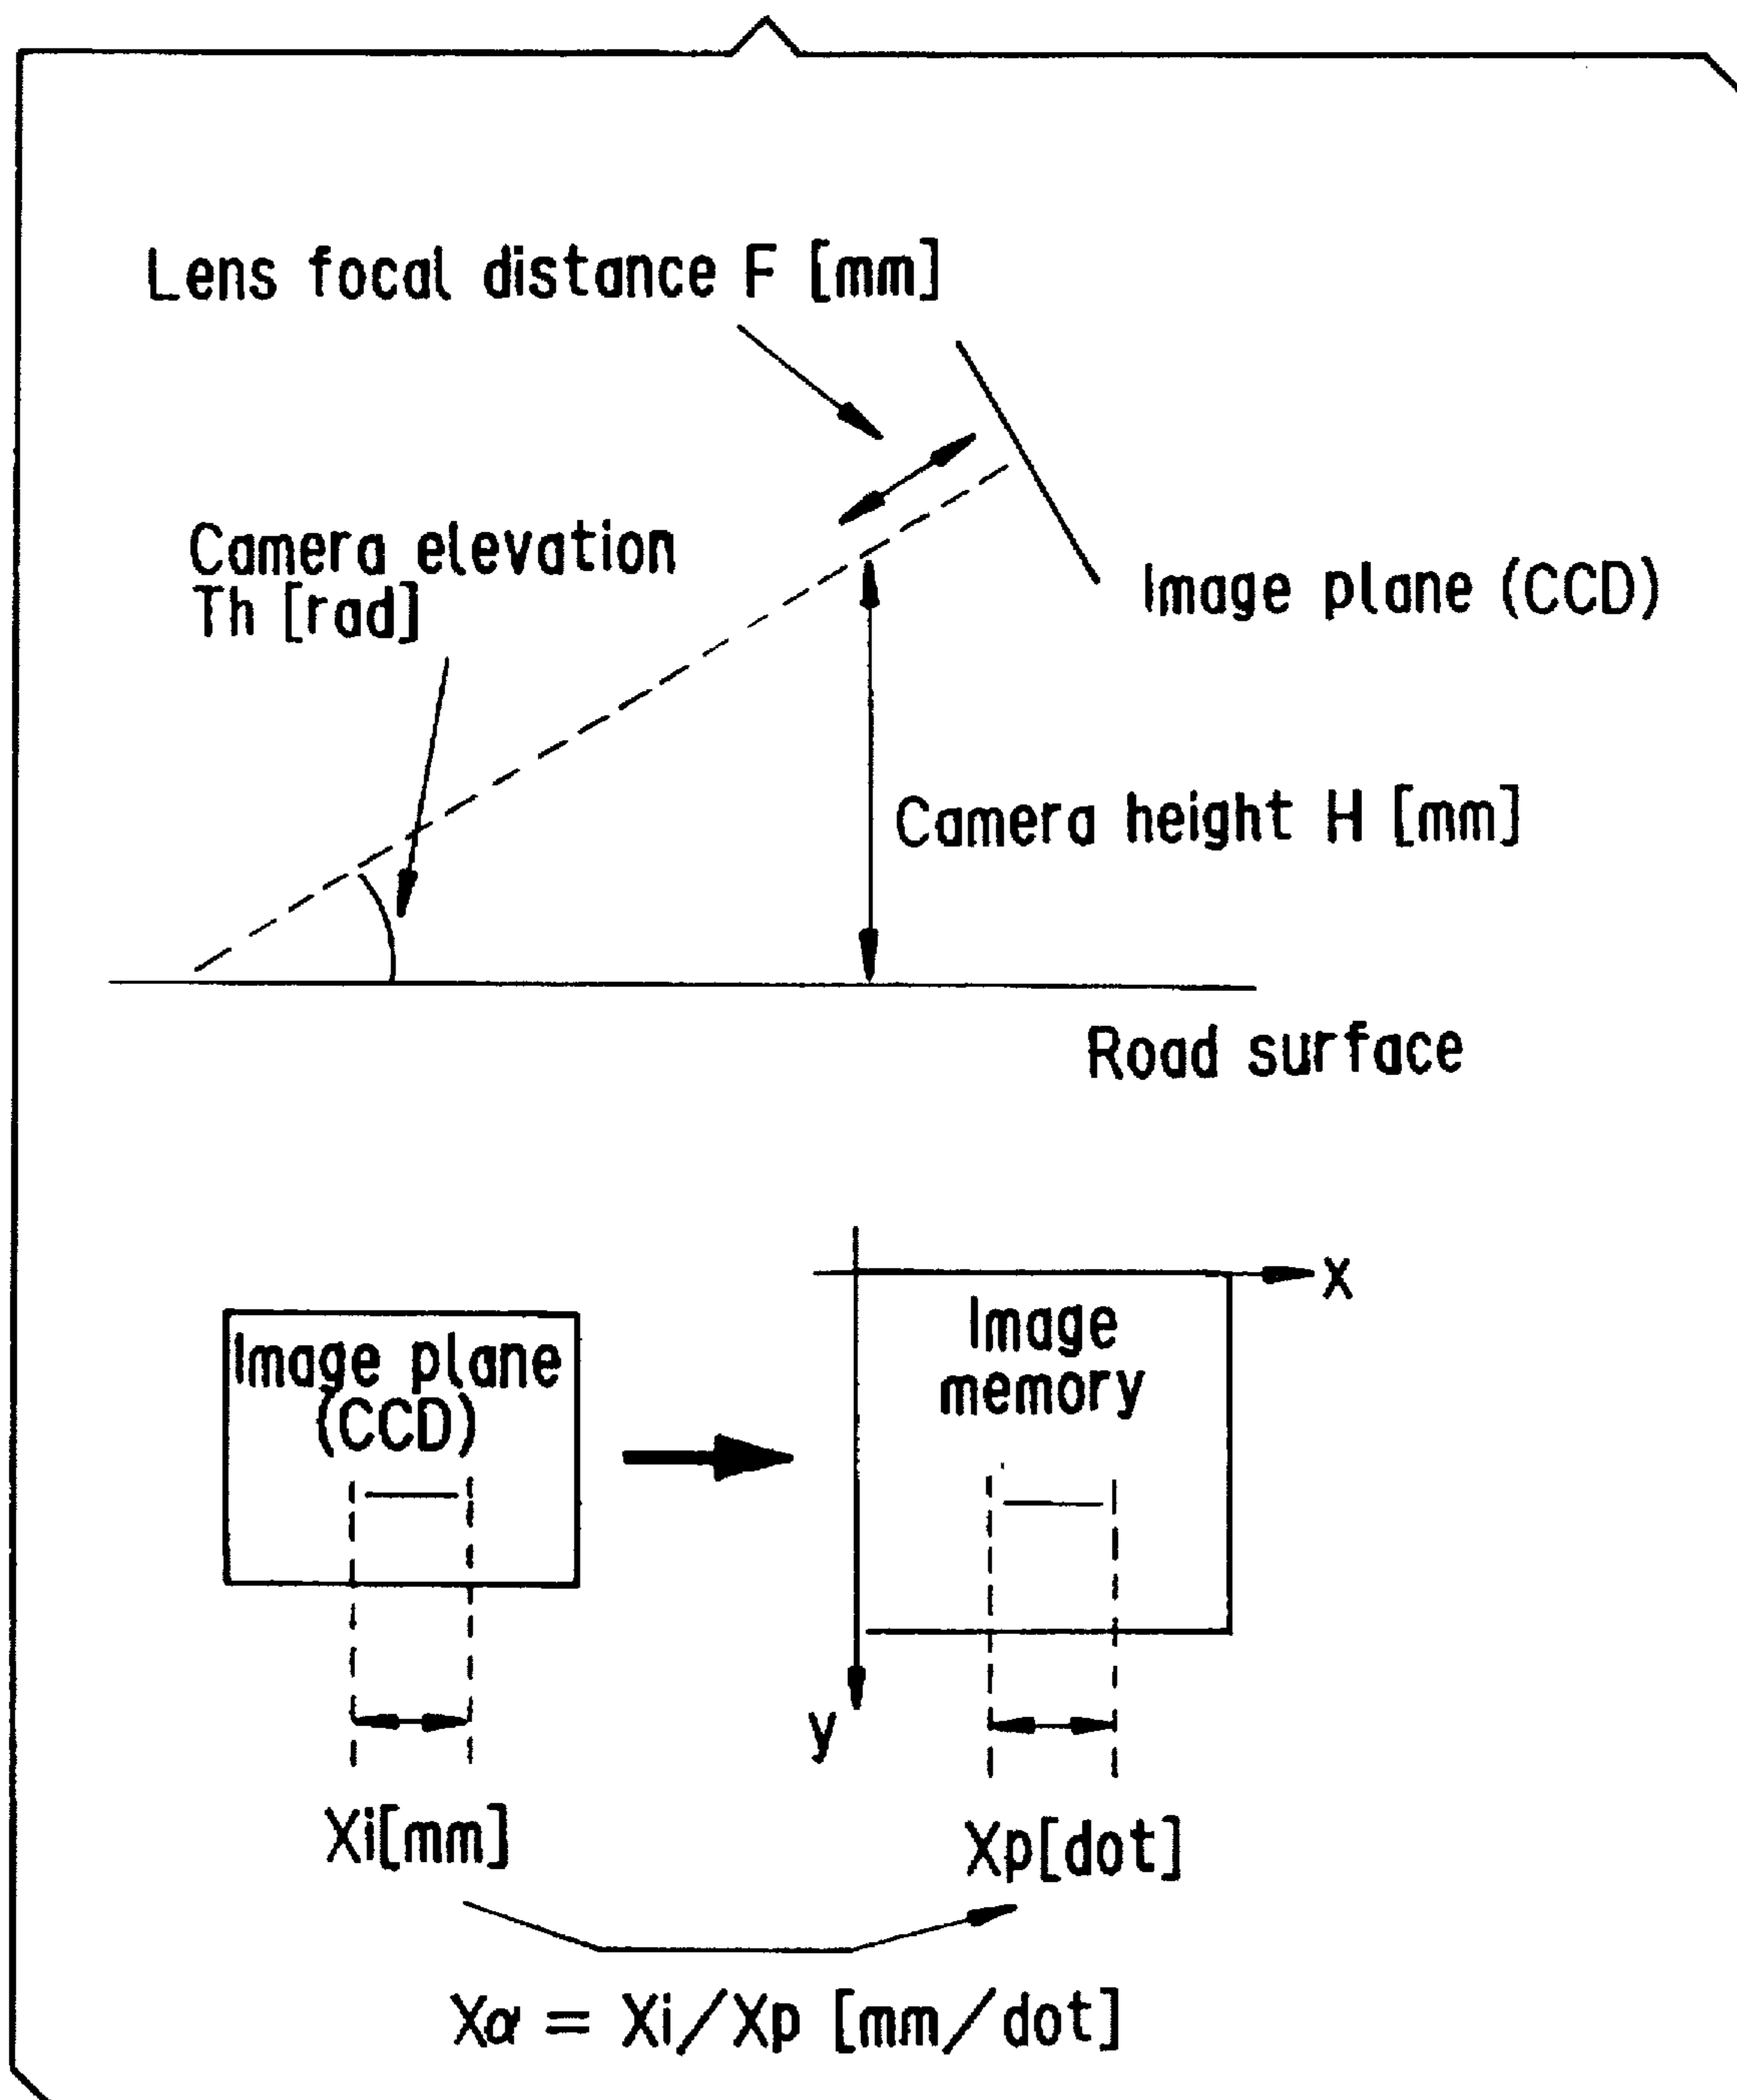 Lens focal distance F [mm]
Camera elevation
Th [rad]
Image plane (CCD)
Camera height H [mm]
Road surface
x
Image plane
(CCD)
Image
memory
y
Xi[mm]
Xp[dot]
Xα = Xi/Xp [mm/dot]